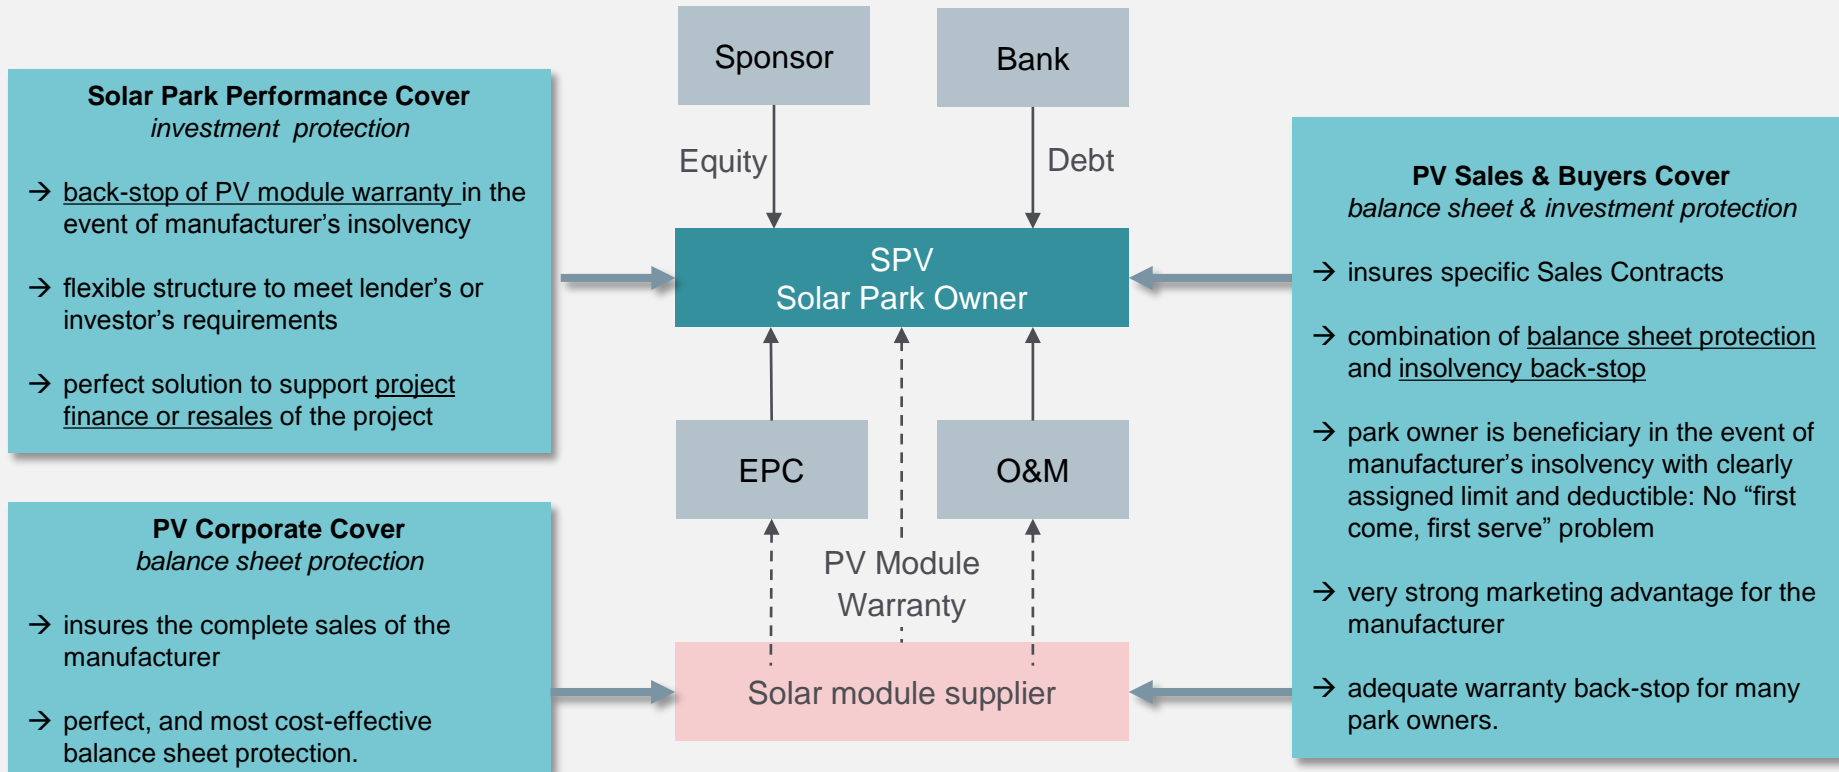 Sponsor
Bank
Equity
Debt
Solar Park Performance Cover
investment protection
→ back-stop of PV module warranty in the
event of manufacturer’s insolvency
→ flexible structure to meet lender’s or
investor’s requirements
→ perfect solution to support project
finance or resales of the project
SPV
Solar Park Owner
EPC
O&M
PV Module
Warranty
Solar module supplier
PV Corporate Cover
balance sheet protection
→ insures the complete sales of the
manufacturer
→ perfect, and most cost-effective
balance sheet protection.
PV Sales & Buyers Cover
balance sheet & investment protection
→ insures specific Sales Contracts
→ combination of balance sheet protection
and insolvency back-stop
→ park owner is beneficiary in the event of
manufacturer’s insolvency with clearly
assigned limit and deductible: No “first
come, first serve” problem
→ very strong marketing advantage for the
manufacturer
→ adequate warranty back-stop for many
park owners.